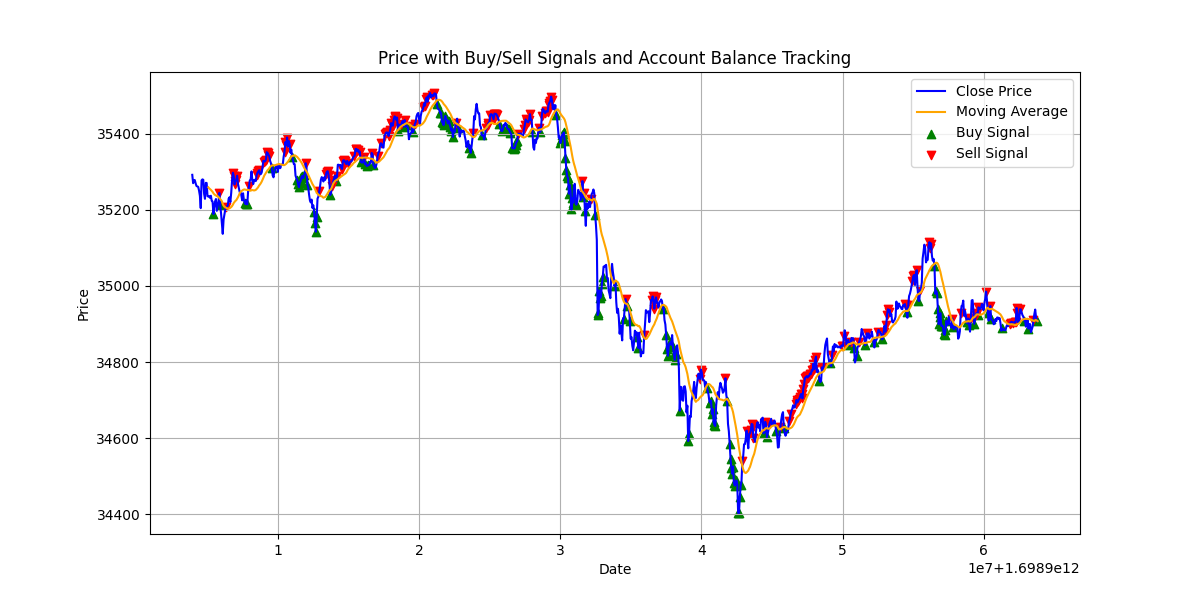 Price with Buy/Sell Signals and Account Balance Tracking
Close Price
Moving Average
Buy Signal
Sell Signal
35400
35200
35000
34800
34600
34400
Price
1 2 3 4 5 6
Date
1e7+1.6989e12